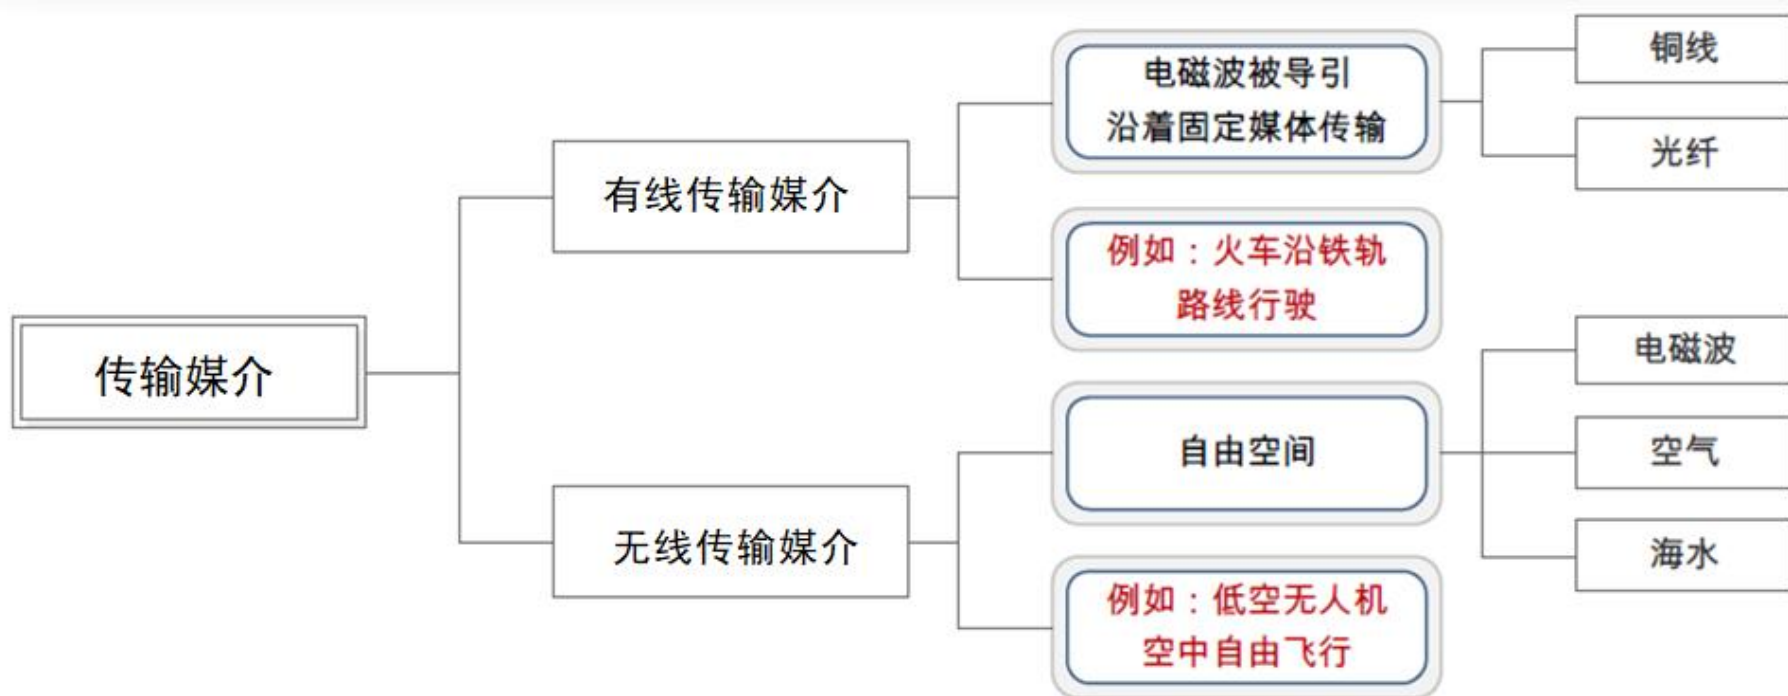 传输媒介
有线传输媒介
电磁波被导引
沿着固定媒体传输
铜线
光纤
例如：火车沿铁轨
路线行驶
无线传输媒介
自由空间
电磁波
空气
海水
例如：低空无人机
空中自由飞行